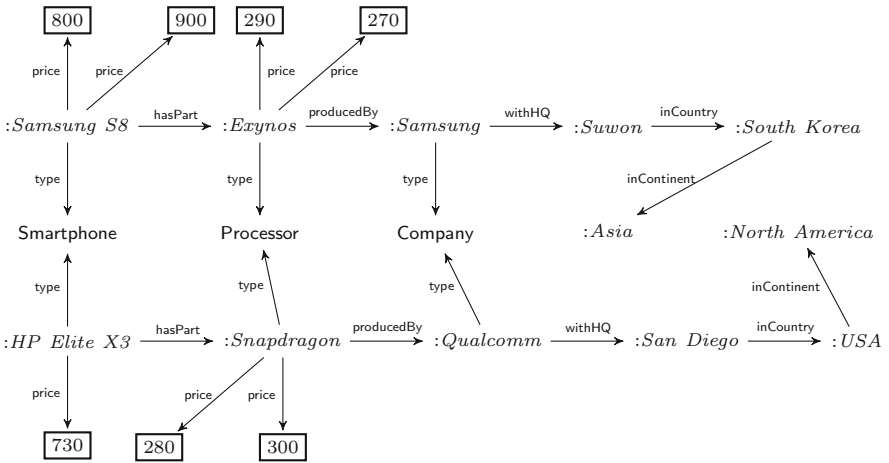 800 900 290 270
price price price price
:Samsung S8 hasPart :Exynos producedBy :Samsung withHQ :Suwon inCountry :South Korea
type type type inContinent
Smartphone Processor Company :Asia :North America
type type type inContinent
:HP Elite X3 hasPart :Snapdragon producedBy :Qualcomm withHQ :San Diego inCountry :USA
price price price
730 280 300